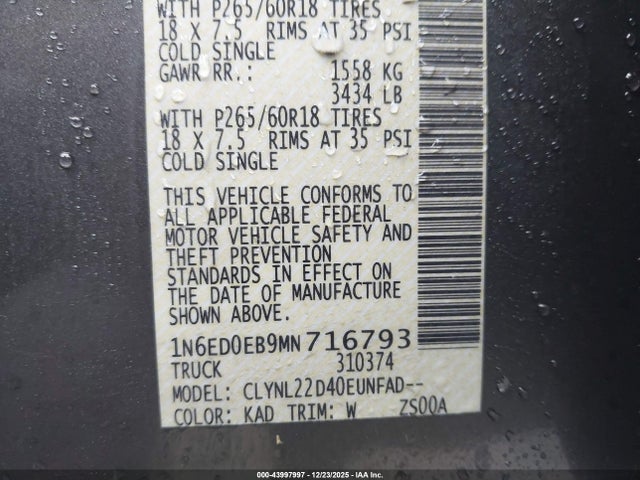 WITH P265/60R18 TIRES
18 X 7.5 RIMS AT 35 PSI
COLD SINGLE
GAWR RR.: 1558 KG
3434 LB
WITH P265/60R18 TIRES
18 X 7.5 RIMS AT 35 PSI
COLD SINGLE
THIS VEHICLE CONFORMS TO
ALL APPLICABLE FEDERAL
MOTOR VEHICLE SAFETY AND
THEFT PREVENTION
STANDARDS IN EFFECT ON
THE DATE OF MANUFACTURE
SHOWN ABOVE.
1N6ED0EB9MN716793
TRUCK 310374
MODEL: CLYNL22D40EUNFAD--
COLOR: KAD TRIM: W ZS00A
000-43997997 - 12/23/2025 - IAA Inc.